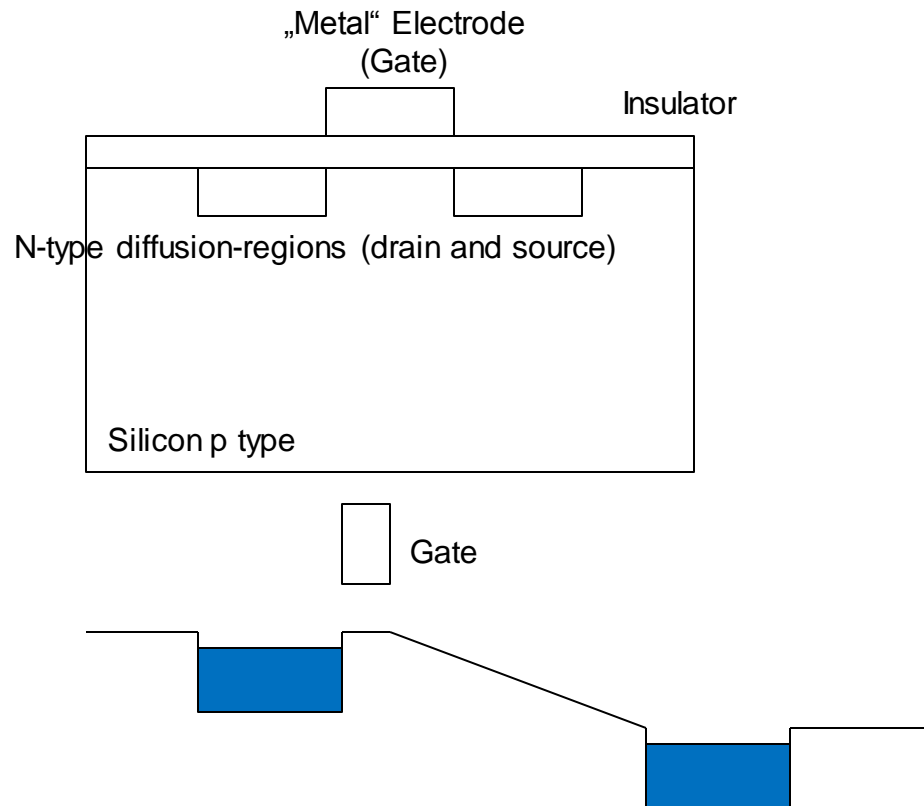 „Metal“ Electrode
(Gate)
Insulator
N-type diffusion-regions (drain and source)
Silicon p type
Gate